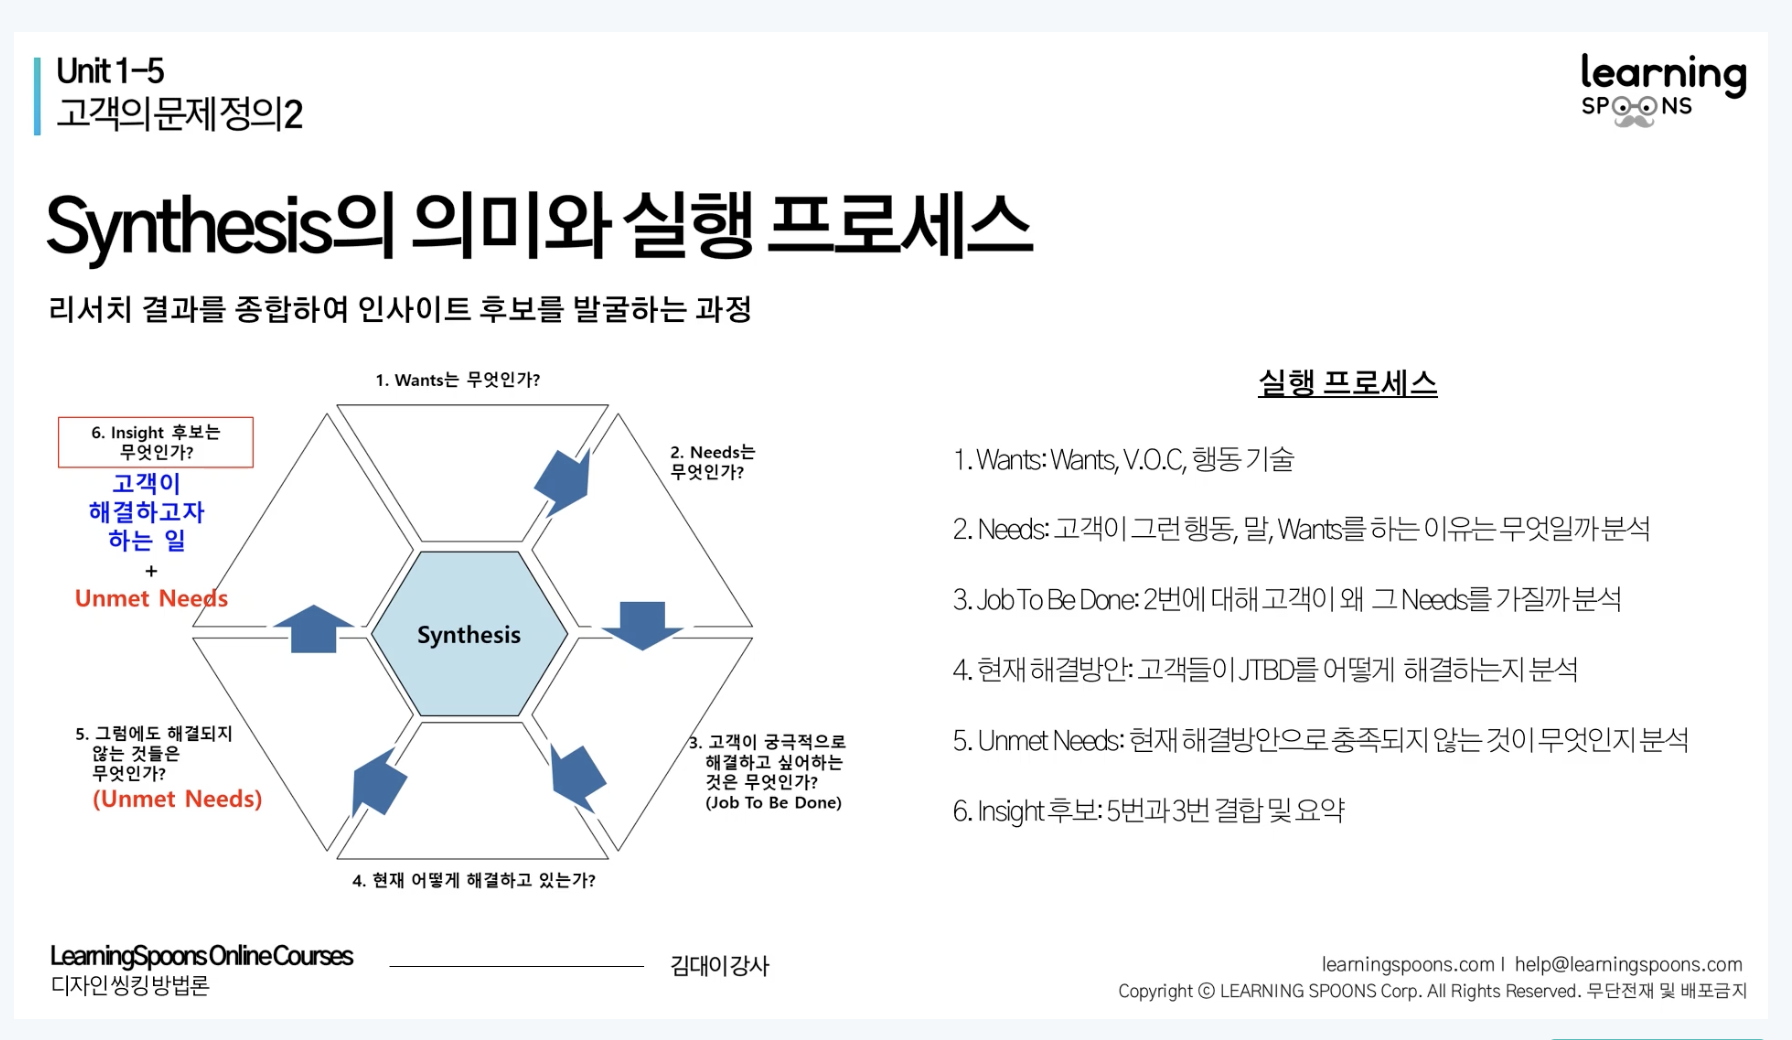 Unit 1-5
고객의 문제 정의2
learning
SPOONS
Synthesis의 의미와 실행 프로세스
리서치 결과를 종합하여 인사이트 후보를 발굴하는 과정
1. Wants는 무엇인가?
2. Needs는
무엇인가?
3. 고객이 궁극적으로
해결하고 싶어하는
것은 무엇인가?
(Job To Be Done)
4. 현재 어떻게 해결하고 있는가?
5. 그럼에도 해결되지
않는 것들은
무엇인가?
(Unmet Needs)
6. Insight 후보는
무엇인가?
고객이
해결하고자
하는 일
+
Unmet Needs
Synthesis
실행 프로세스
1. Wants: Wants, V.O.C, 행동 기술
2. Needs: 고객이 그런 행동, 말, Wants를 하는 이유는 무엇일까 분석
3. Job To Be Done: 2번에 대해 고객이 왜 그 Needs를 가질까 분석
4. 현재 해결방안: 고객들이 JTBD를 어떻게 해결하는지 분석
5. Unmet Needs: 현재 해결방안으로 충족되지 않는 것이 무엇인지 분석
6. Insight 후보: 5번과 3번 결합 및 요약
LearningSpoons Online Courses
디자인 씽킹 방법론
김대이 강사
learningspoons.com l help@learningspoons.com
Copyright ⓒ LEARNING SPOONS Corp. All Rights Reserved. 무단전재 및 배포금지